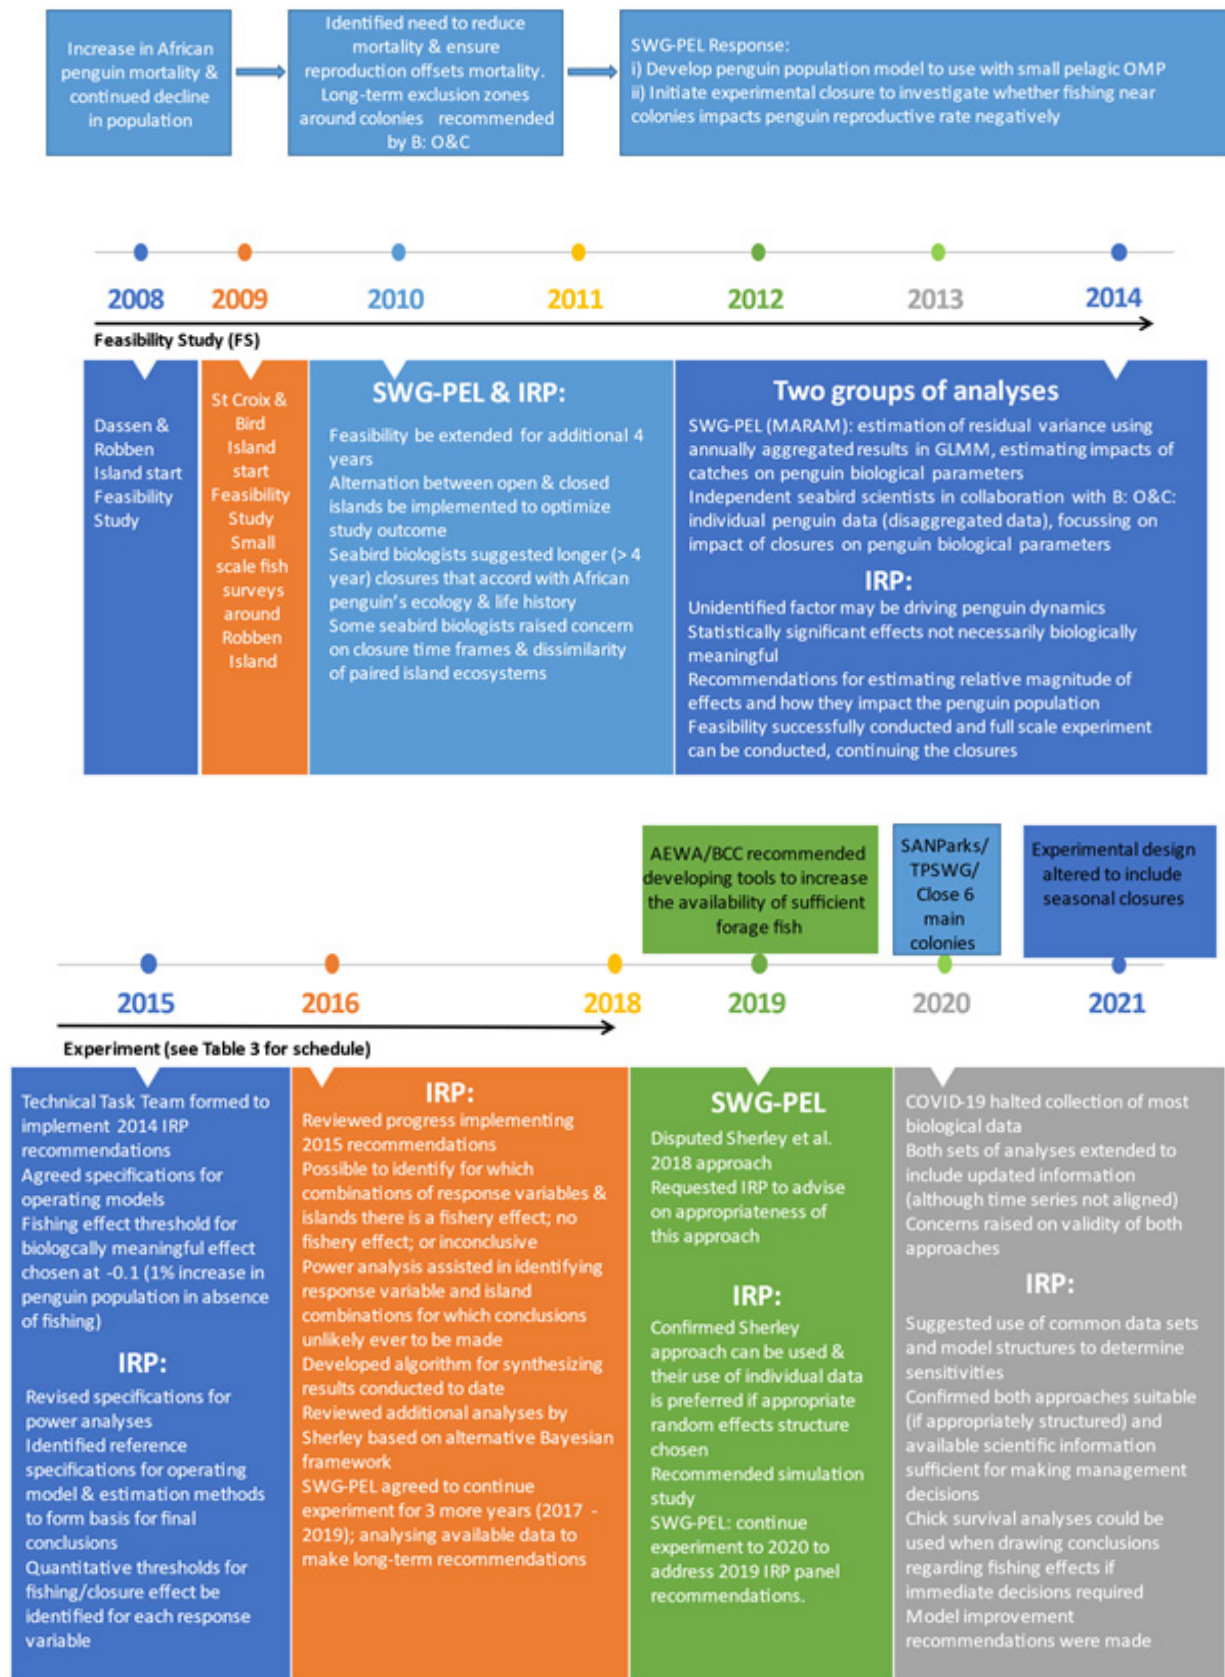 Increase in African
penguin mortality &
continued decline
in population
Identified need to reduce
mortality & ensure
reproduction offsets mortality.
Long-term exclusion zones
around colonies recommended
by B: O&C
SWG-PEL Response:
i) Develop penguin population model to use with small pelagic OMP
ii) Initiate experimental closure to investigate whether fishing near
colonies impacts penguin reproductive rate negatively
2008
2009
2010
2011
2012
2013
2014
Feasibility Study (FS)
Dassen &
Robben
Island start
Feasibility
Study
St Croix &
Bird
Island
start
Feasibility
Study
Small
scale fish
surveys
around
Robben
Island
SWG-PEL & IRP:
Feasibility be extended for additional 4
years
Alternation between open & closed
islands be implemented to optimize
study outcome
Seabird biologists suggested longer (> 4
year) closures that accord with African
penguin's ecology & life history
Some seabird biologists raised concern
on closure time frames & dissimilarity
of paired island ecosystems
Two groups of analyses
SWG-PEL (MARAM): estimation of residual variance using
annually aggregated results in GLMM, estimating impacts of
catches on penguin biological parameters
Independent seabird scientists in collaboration with B: O&C:
individual penguin data (disaggregated data), focussing on
impact of closures on penguin biological parameters
IRP:
Unidentified factor may be driving penguin dynamics
Statistically significant effects not necessarily biologically
meaningful
Recommendations for estimating relative magnitude of
effects and how they impact the penguin population
Feasibility successfully conducted and full scale experiment
can be conducted, continuing the closures
AEWA/BCC recommended
developing tools to increase
the availability of sufficient
forage fish
SANParks/
TPSWG/
Close 6
main
colonies
Experimental design
altered to include
seasonal closures
2015
2016
2018
2019
2020
2021
Experiment (see Table 3 for schedule)
Technical Task Team formed to
implement 2014 IRP
recommendations
Agreed specifications for
operating models
Fishing effect threshold for
biologcally meaningful effect
chosen at -0.1 (1% increase in
penguin population in absence
of fishing)
IRP:
Revised specifications for
power analyses
Identified reference
specifications for operating
model & estimation methods
to form basis for final
conclusions
Quantitative thresholds for
fishing/closure effect be
identified for each response
variable
IRP:
Reviewed progress implementing
2015 recommendations
Possible to identify for which
combinations of response variables &
islands there is a fishery effect; no
fishery effect; or inconclusive
Power analysis assisted in identifying
response variable and island
combinations for which conclusions
unlikely ever to be made
Developed algorithm for synthesizing
results conducted to date
Reviewed additional analyses by
Sherley based on alternative Bayesian
framework
SWG-PEL agreed to continue
experiment for 3 more years (2017 -
2019); analysing available data to
make long-term recommendations
SWG-PEL
Disputed Sherley et al.
2018 approach
Requested IRP to advise
on appropriateness of
this approach
IRP:
Confirmed Sherley
approach can be used &
their use of individual data
is preferred if appropriate
random effects structure
chosen
Recommended simulation
study
SWG-PEL: continue
experiment to 2020 to
address 2019 IRP panel
recommendations.
COVID-19 halted collection of most
biological data
Both sets of analyses extended to
include updated information
(although time series not aligned)
Concerns raised on validity of both
approaches
IRP:
Suggested use of common data sets
and model structures to determine
sensitivities
Confirmed both approaches suitable
(if appropriately structured) and
available scientific information
sufficient for making management
decisions
Chick survival analyses could be
used when drawing conclusions
regarding fishing effects if
immediate decisions required
Model improvement
recommendations were made